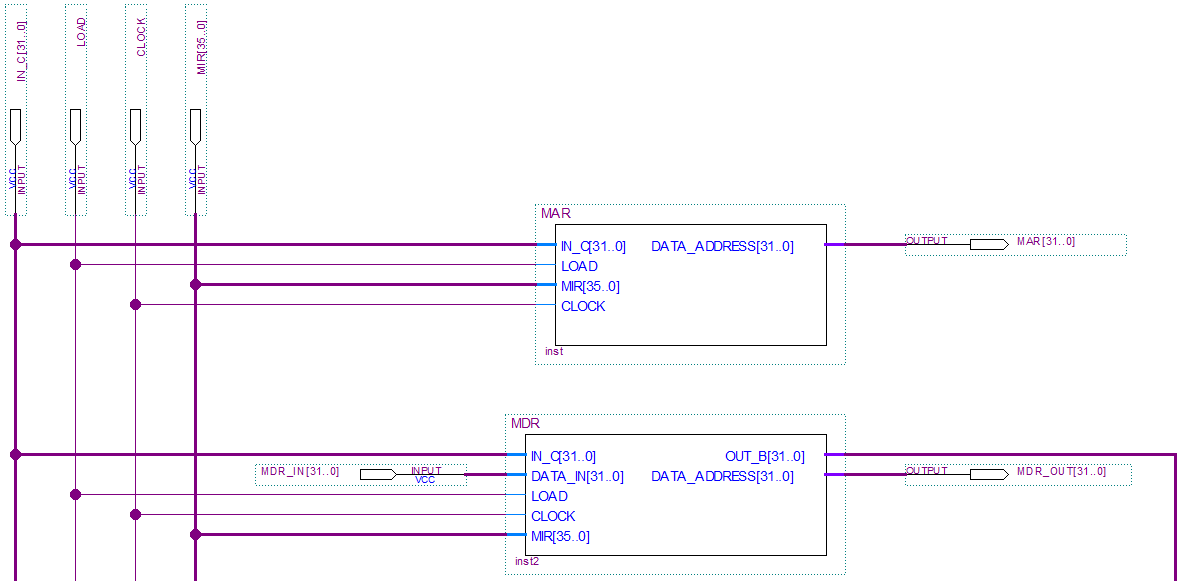 IN_C[31..0]
VCC
INPUT
LOAD
VCC
INPUT
CLOCK
VCC
INPUT
MIR[35..0]
VCC
INPUT
MAR
IN_C[31..0]
DATA_ADDRESS[31..0]
LOAD
MIR[35..0]
CLOCK
inst
OUTPUT
MAR[31..0]
MDR
IN_C[31..0]
OUT_B[31..0]
MDR_IN[31..0]
INPUT
VCC
DATA_IN[31..0]
DATA_ADDRESS[31..0]
OUTPUT
MDR_OUT[31..0]
LOAD
CLOCK
MIR[35..0]
inst2